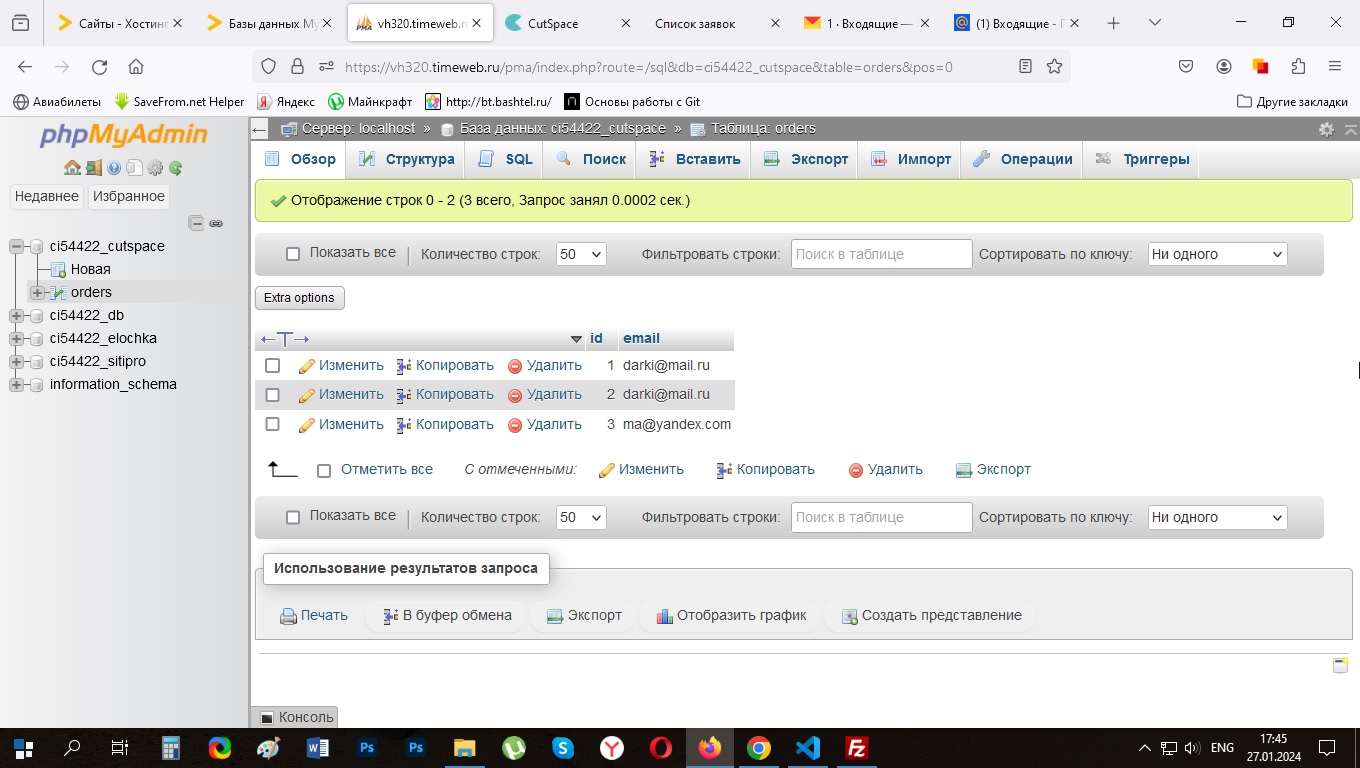 Сайты - Хостинг
Базы данных My
vh320.timeweb.ru
CutSpace
Список заявок
1 · Входящие —
(1) Входящие - П
https://vh320.timeweb.ru/pma/index.php?route=/sql&db=ci54422_cutspace&table=orders&pos=0
Авиабилеты SaveFrom.net Helper Яндекс Майнкрафт http://bt.bashtel.ru/ Основы работы с Git Другие закладки
phpMyAdmin
Недавнее Избранное
ci54422_cutspace
Новая
orders
ci54422_db
ci54422_elochka
ci54422_sitipro
information_schema
Сервер: localhost » База данных: ci54422_cutspace » Таблица: orders
Обзор Структура SQL Поиск Вставить Экспорт Импорт Операции Триггеры
Отображение строк 0 - 2 (3 всего, Запрос занял 0.0002 сек.)
Показать все Количество строк: 50 Фильтровать строки: Поиск в таблице Сортировать по ключу: Ни одного
Extra options
←T→ id email
Изменить Копировать Удалить 1 darki@mail.ru
Изменить Копировать Удалить 2 darki@mail.ru
Изменить Копировать Удалить 3 ma@yandex.com
Отметить все С отмеченными: Изменить Копировать Удалить Экспорт
Показать все Количество строк: 50 Фильтровать строки: Поиск в таблице Сортировать по ключу: Ни одного
Использование результатов запроса
Печать В буфер обмена Экспорт Отобразить график Создать представление
Консоль
ENG
17:45
27.01.2024